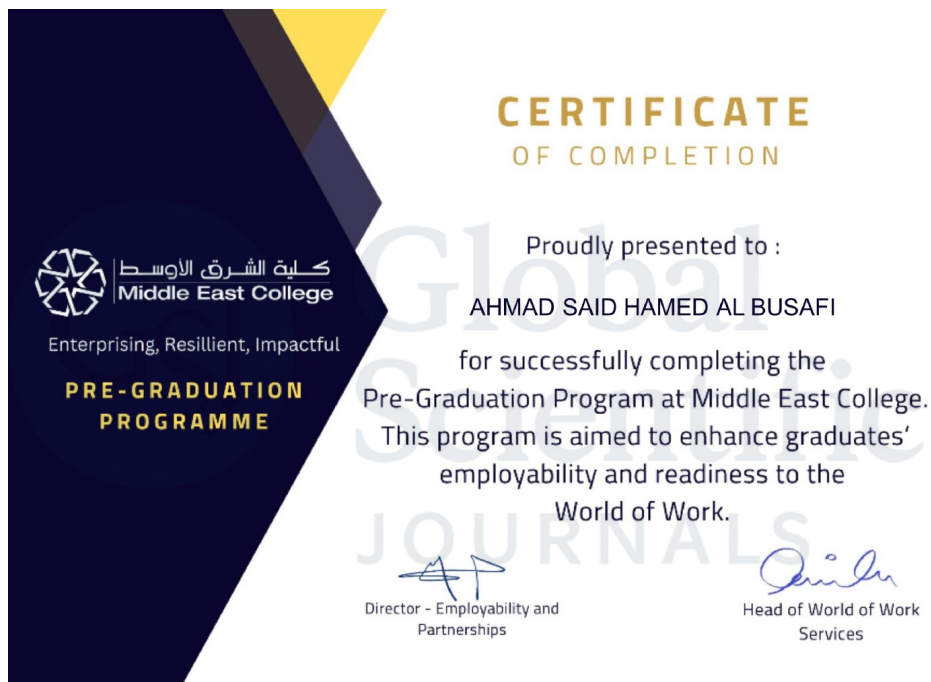 كلية الشرق الأوسط
Middle East College
Enterprising, Resillient, Impactful
PRE-GRADUATION
PROGRAMME
CERTIFICATE
OF COMPLETION
Proudly presented to :
AHMAD SAID HAMED AL BUSAFI
for successfully completing the
Pre-Graduation Program at Middle East College.
This program is aimed to enhance graduates'
employability and readiness to the
World of Work.
Global
Scientific
JOURNALS
Director - Employability and
Partnerships
Head of World of Work
Services